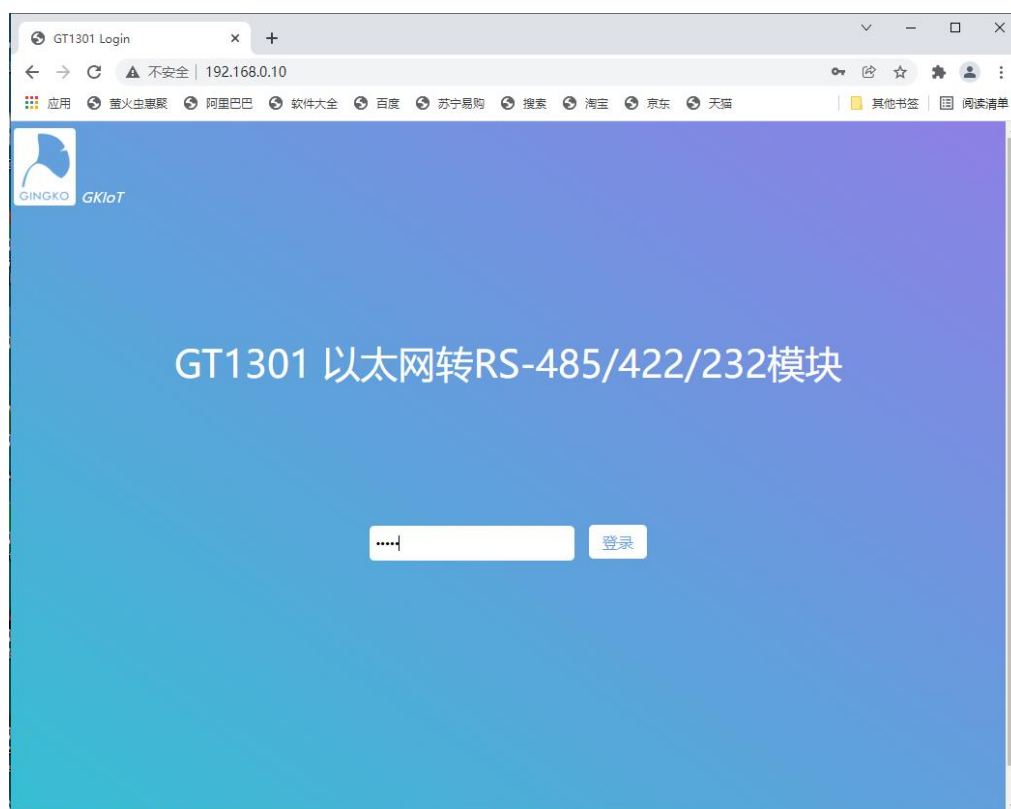 GT1301 Login
不安全 | 192.168.0.10
应用 萤火虫惠聚 阿里巴巴 软件大全 百度 苏宁易购 搜索 淘宝 京东 天猫 其他书签 阅读清单
GINGKO GKIoT
GT1301 以太网转RS-485/422/232模块
登录